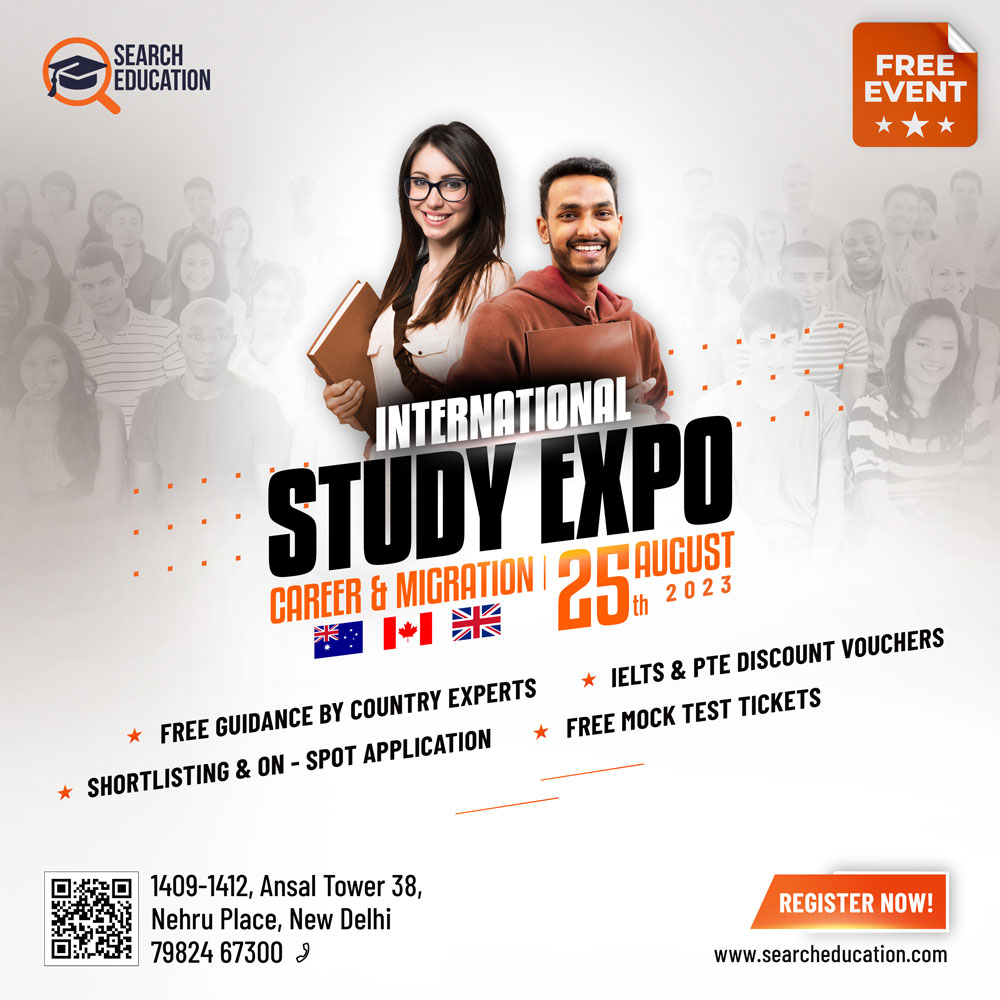 SEARCH
EDUCATION
FREE
EVENT
INTERNATIONAL
STUDY EXPO
CAREER & MIGRATION | 25th AUGUST
2023
★ FREE GUIDANCE BY COUNTRY EXPERTS
★ IELTS & PTE DISCOUNT VOUCHERS
★ SHORTLISTING & ON - SPOT APPLICATION
★ FREE MOCK TEST TICKETS
1409-1412, Ansal Tower 38,
Nehru Place, New Delhi
79824 67300
REGISTER NOW!
www.searcheducation.com